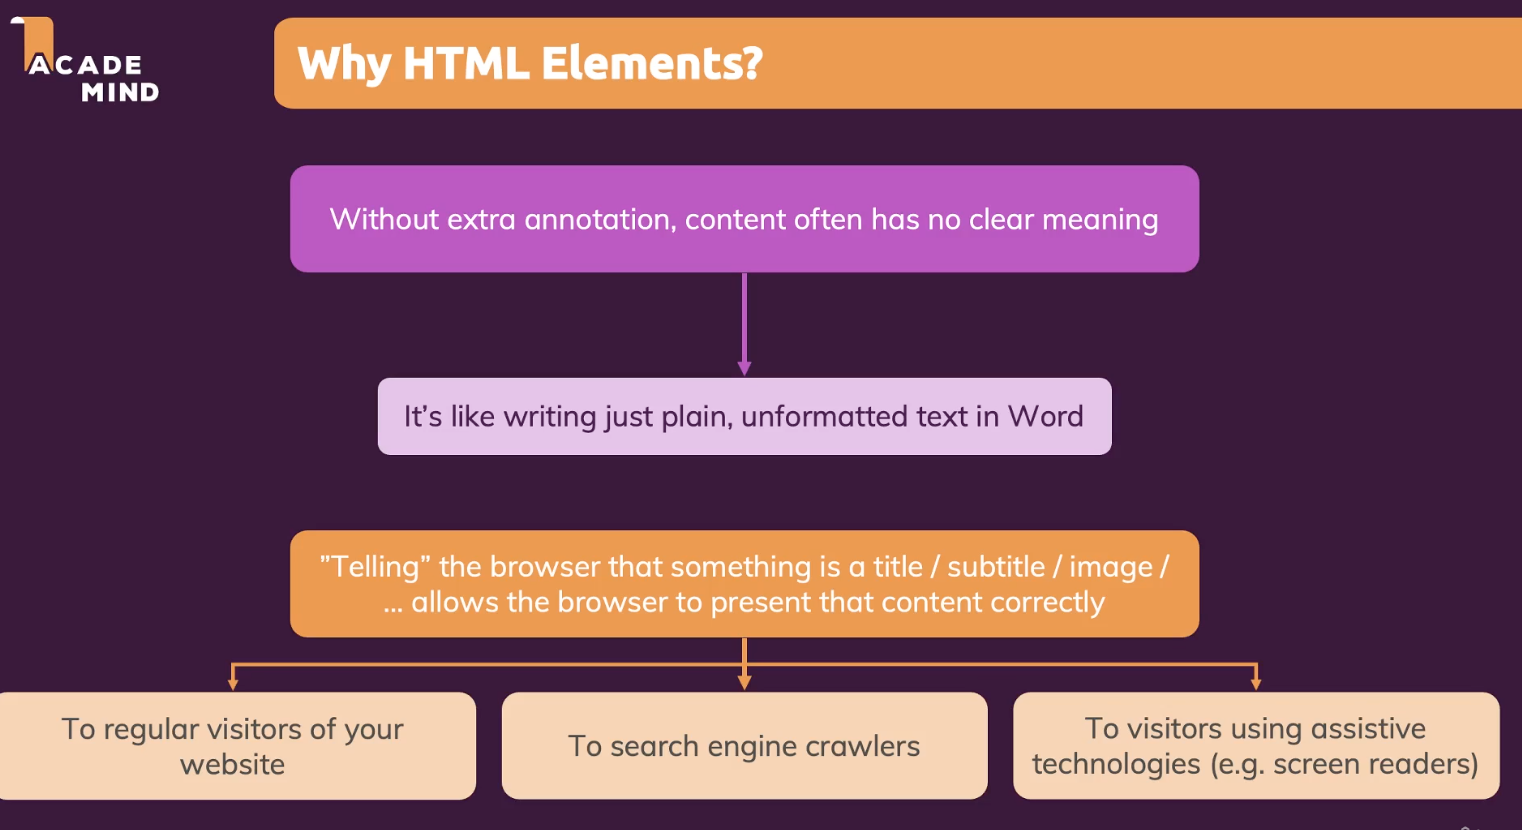 ACADE
MIND
Why HTML Elements?
Without extra annotation, content often has no clear meaning
It’s like writing just plain, unformatted text in Word
”Telling” the browser that something is a title / subtitle / image /
... allows the browser to present that content correctly
To regular visitors of your
website
To search engine crawlers
To visitors using assistive
technologies (e.g. screen readers)